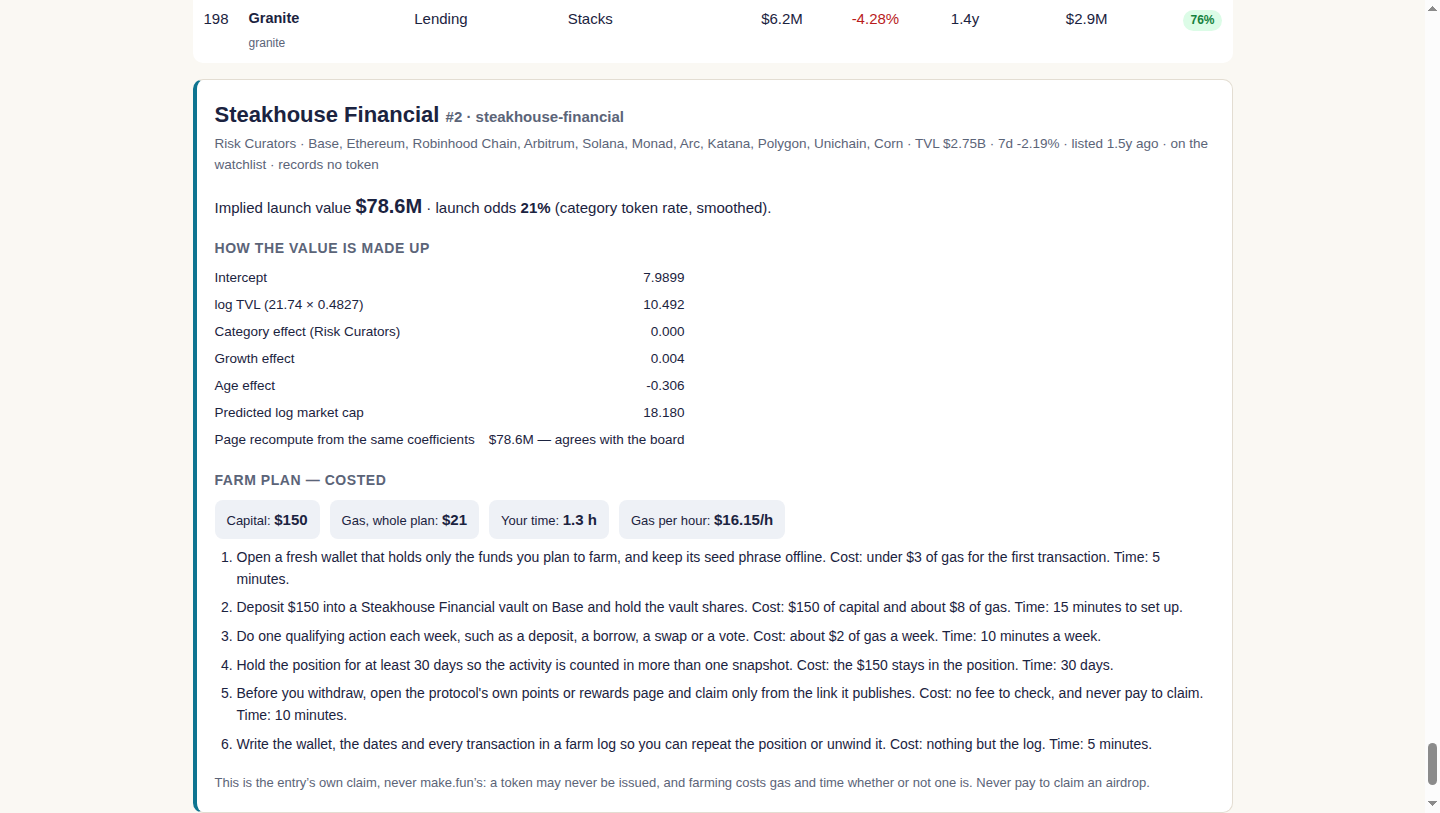 198 Granite Lending Stacks $6.2M -4.28% 1.4y $2.9M 76%
granite
Steakhouse Financial #2 · steakhouse-financial
Risk Curators · Base, Ethereum, Robinhood Chain, Arbitrum, Solana, Monad, Arc, Katana, Polygon, Unichain, Corn · TVL $2.75B · 7d -2.19% · listed 1.5y ago · on the
watchlist · records no token
Implied launch value $78.6M · launch odds 21% (category token rate, smoothed).
HOW THE VALUE IS MADE UP
Intercept 7.9899
log TVL (21.74 × 0.4827) 10.492
Category effect (Risk Curators) 0.000
Growth effect 0.004
Age effect -0.306
Predicted log market cap 18.180
Page recompute from the same coefficients $78.6M — agrees with the board
FARM PLAN — COSTED
Capital: $150 Gas, whole plan: $21 Your time: 1.3 h Gas per hour: $16.15/h
1. Open a fresh wallet that holds only the funds you plan to farm, and keep its seed phrase offline. Cost: under $3 of gas for the first transaction. Time: 5
minutes.
2. Deposit $150 into a Steakhouse Financial vault on Base and hold the vault shares. Cost: $150 of capital and about $8 of gas. Time: 15 minutes to set up.
3. Do one qualifying action each week, such as a deposit, a borrow, a swap or a vote. Cost: about $2 of gas a week. Time: 10 minutes a week.
4. Hold the position for at least 30 days so the activity is counted in more than one snapshot. Cost: the $150 stays in the position. Time: 30 days.
5. Before you withdraw, open the protocol's own points or rewards page and claim only from the link it publishes. Cost: no fee to check, and never pay to claim.
Time: 10 minutes.
6. Write the wallet, the dates and every transaction in a farm log so you can repeat the position or unwind it. Cost: nothing but the log. Time: 5 minutes.
This is the entry's own claim, never make.fun's: a token may never be issued, and farming costs gas and time whether or not one is. Never pay to claim an airdrop.